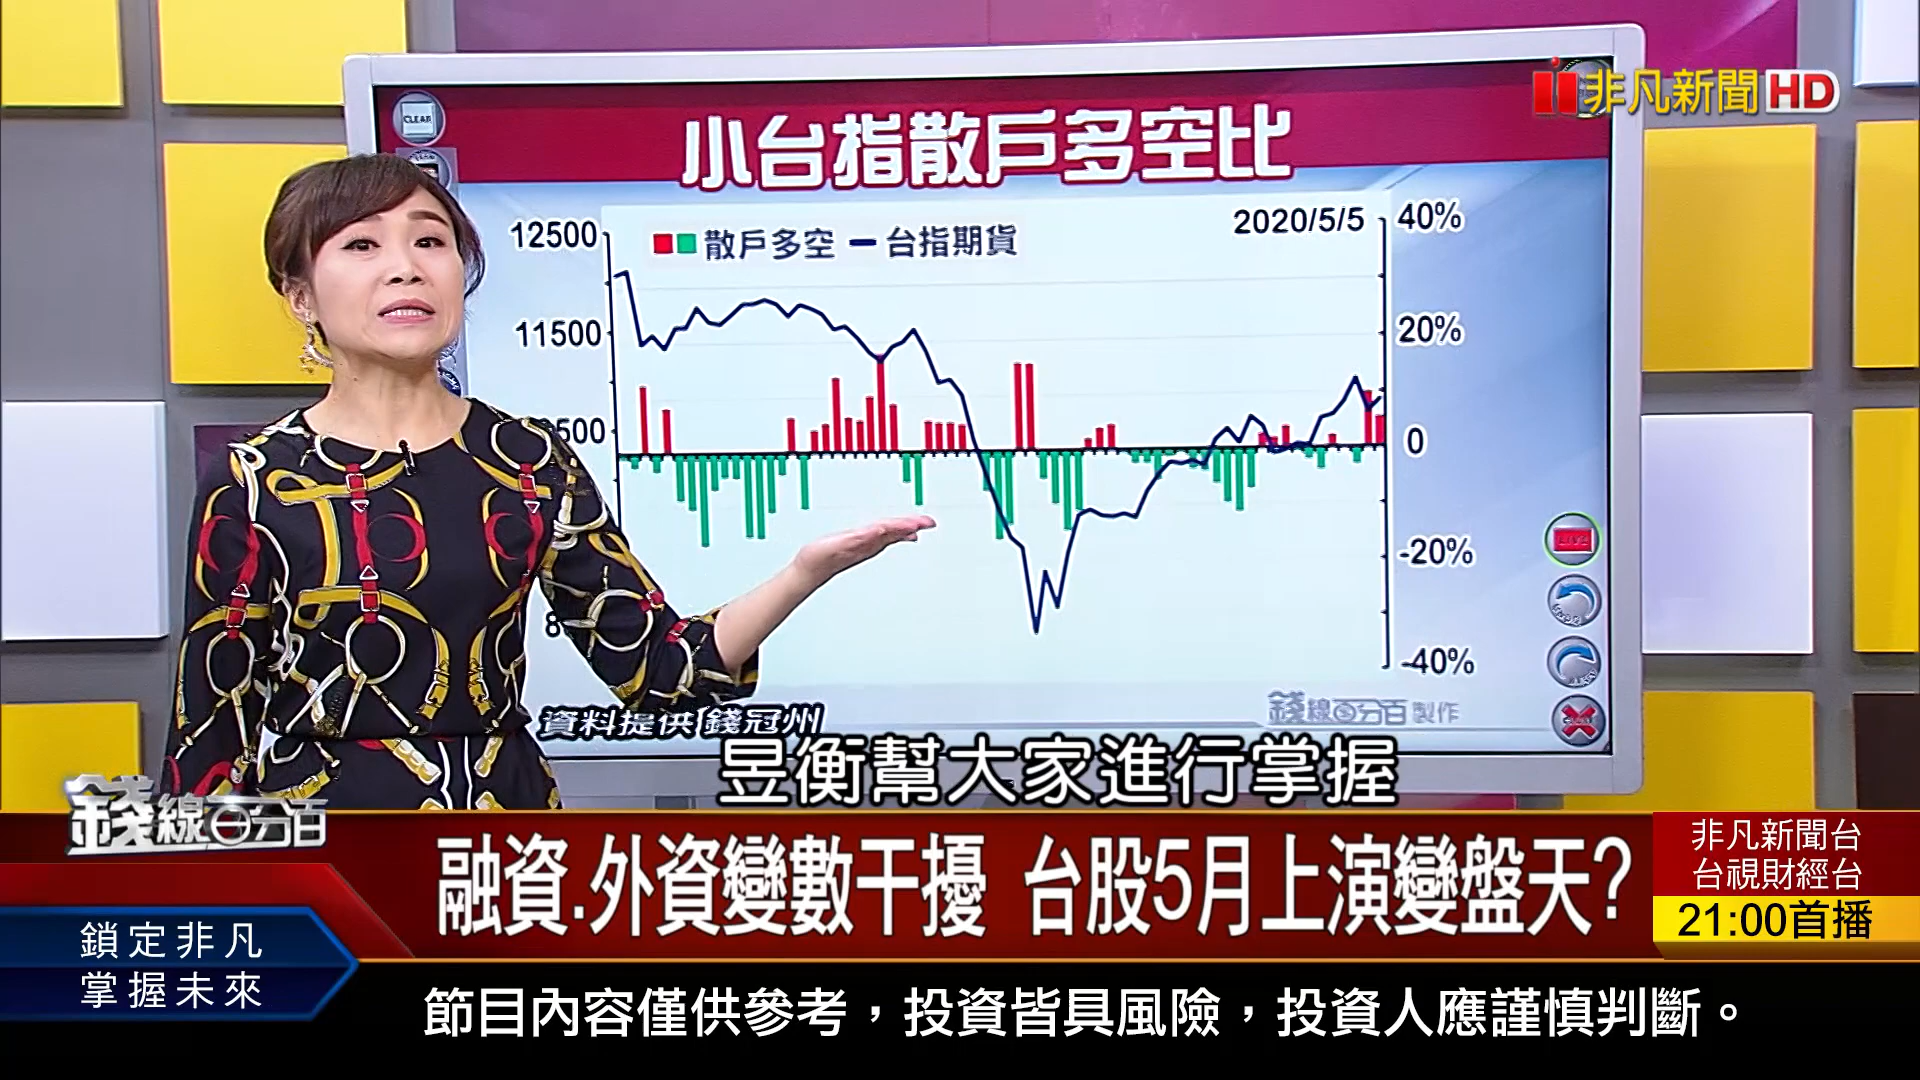 非凡新聞HD
CLEAR
小台指散戶多空比
12500
散戶多空
台指期貨
2020/5/5
40%
11500
20%
500
0
-20%
8
-40%
資料提供 錢冠州
錢線百分百 製作
昱衡幫大家進行掌握
錢線百分百
融資.外資變數干擾 台股5月上演變盤天?
非凡新聞台
台視財經台
21:00首播
鎖定非凡
掌握未來
節目內容僅供參考，投資皆具風險，投資人應謹慎判斷。